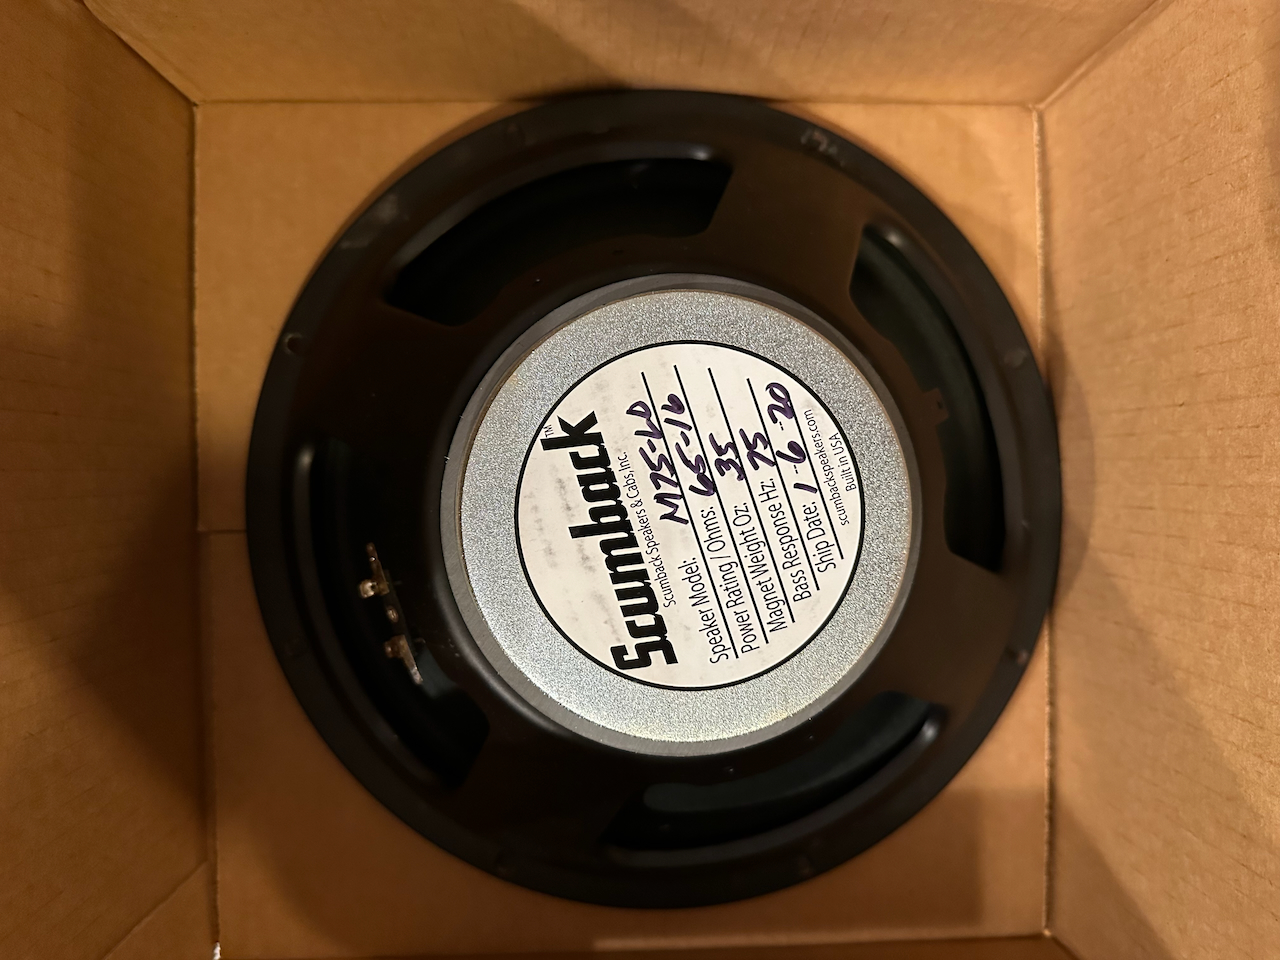 Scumback™
Scumback Speakers & Cabs, Inc.
Speaker Model: M75-LD
Power Rating / Ohms: 65-16
Magnet Weight Oz: 35
Bass Response Hz: 75
Ship Date: 1-6-20
scumbackspeakers.com
Built in USA